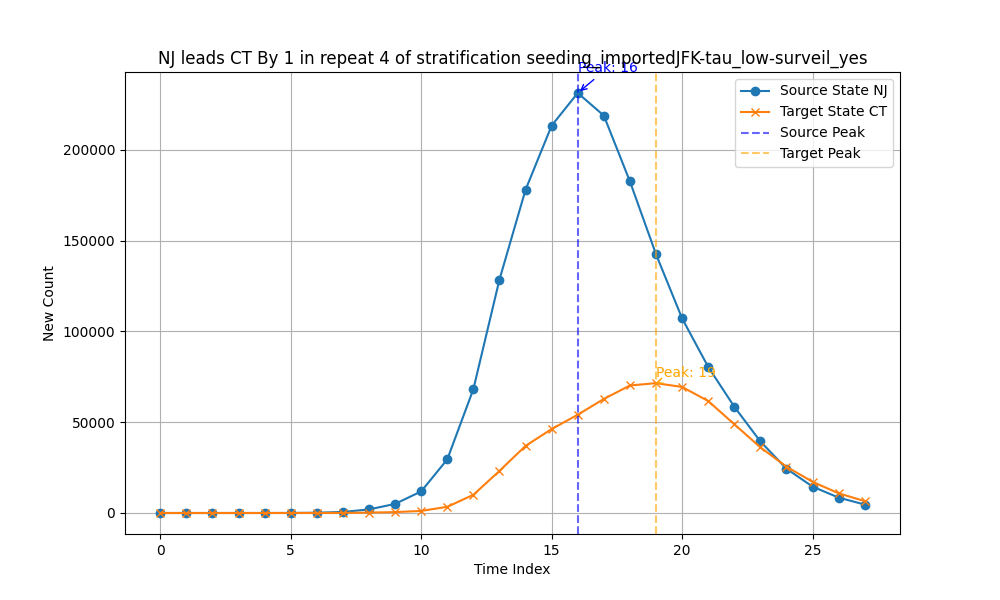 NJ leads CT By 1 in repeat 4 of stratification seeding_importedJFK-tau_low-surveil_yes
Peak: 16
Source State NJ
Target State CT
Source Peak
Target Peak
Peak: 19
New Count
200000
150000
100000
50000
0
0 5 10 15 20 25
Time Index